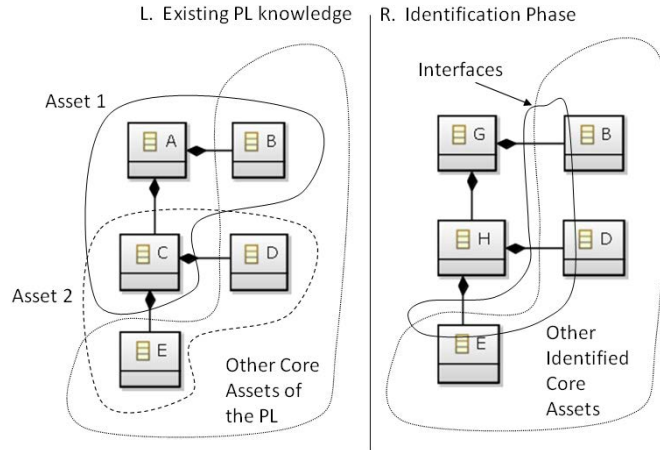 L. Existing PL knowledge
Asset 1
A
B
C
D
Asset 2
E
Other Core
Assets of
the PL
R. Identification Phase
Interfaces
G
B
H
D
E
Other
Identified
Core
Assets